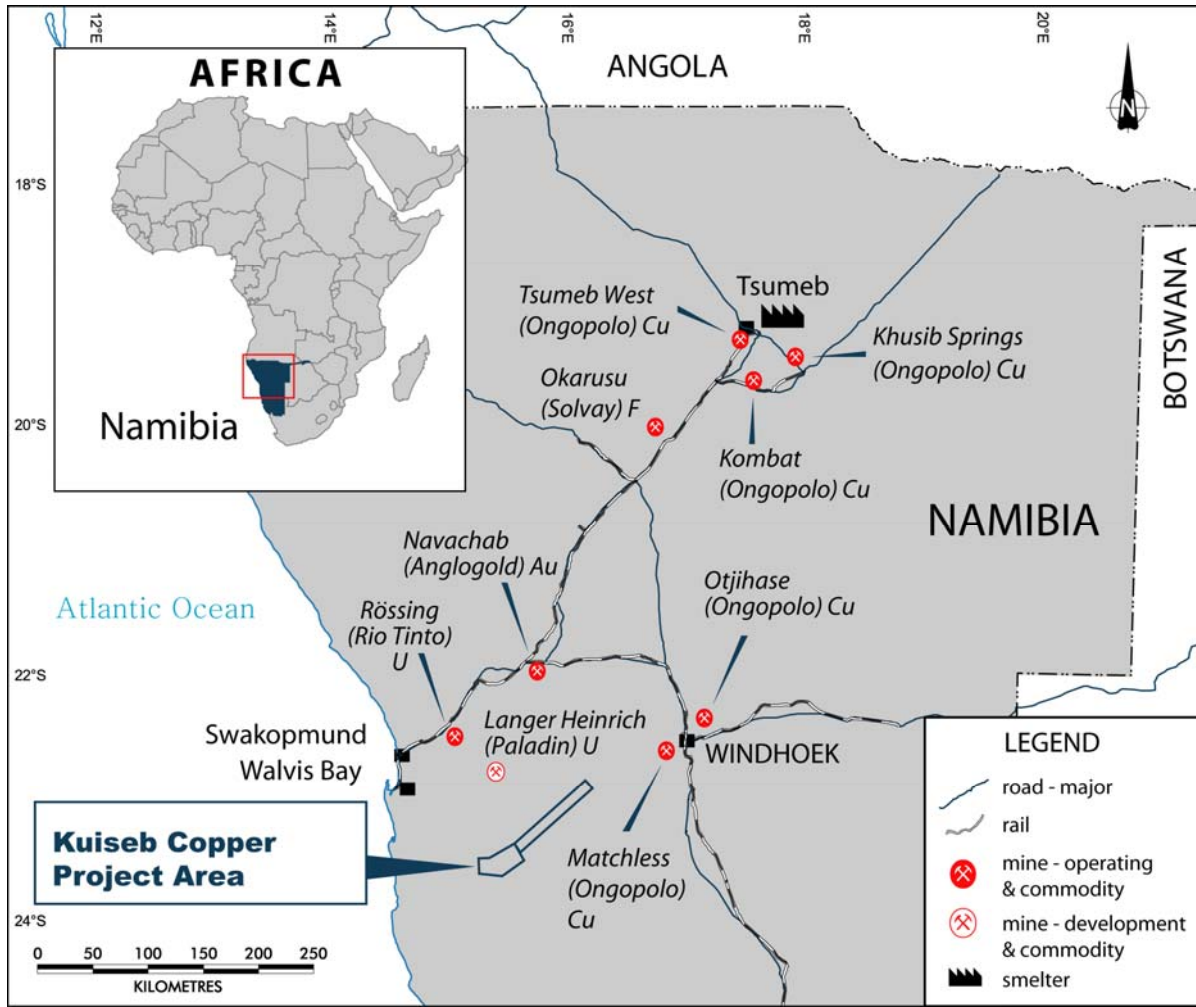 12°E
14°E
16°E
18°E
20°E
AFRICA
Namibia
ANGOLA
N
18°S
20°S
22°S
24°S
Tsumeb West
(Ongopolo) Cu
Tsumeb
Khusib Springs
(Ongopolo) Cu
Okarusu
(Solvay) F
Kombat
(Ongopolo) Cu
BOTSWANA
NAMIBIA
Navachab
(Anglogold) Au
Otjihase
(Ongopolo) Cu
Atlantic Ocean
Rössing
(Rio Tinto)
U
Langer Heinrich
(Paladin) U
Swakopmund
Walvis Bay
WINDHOEK
Kuiseb Copper
Project Area
Matchless
(Ongopolo)
Cu
0 50 100 150 200 250
KILOMETRES
LEGEND
road - major
rail
mine - operating
& commodity
mine - development
& commodity
smelter